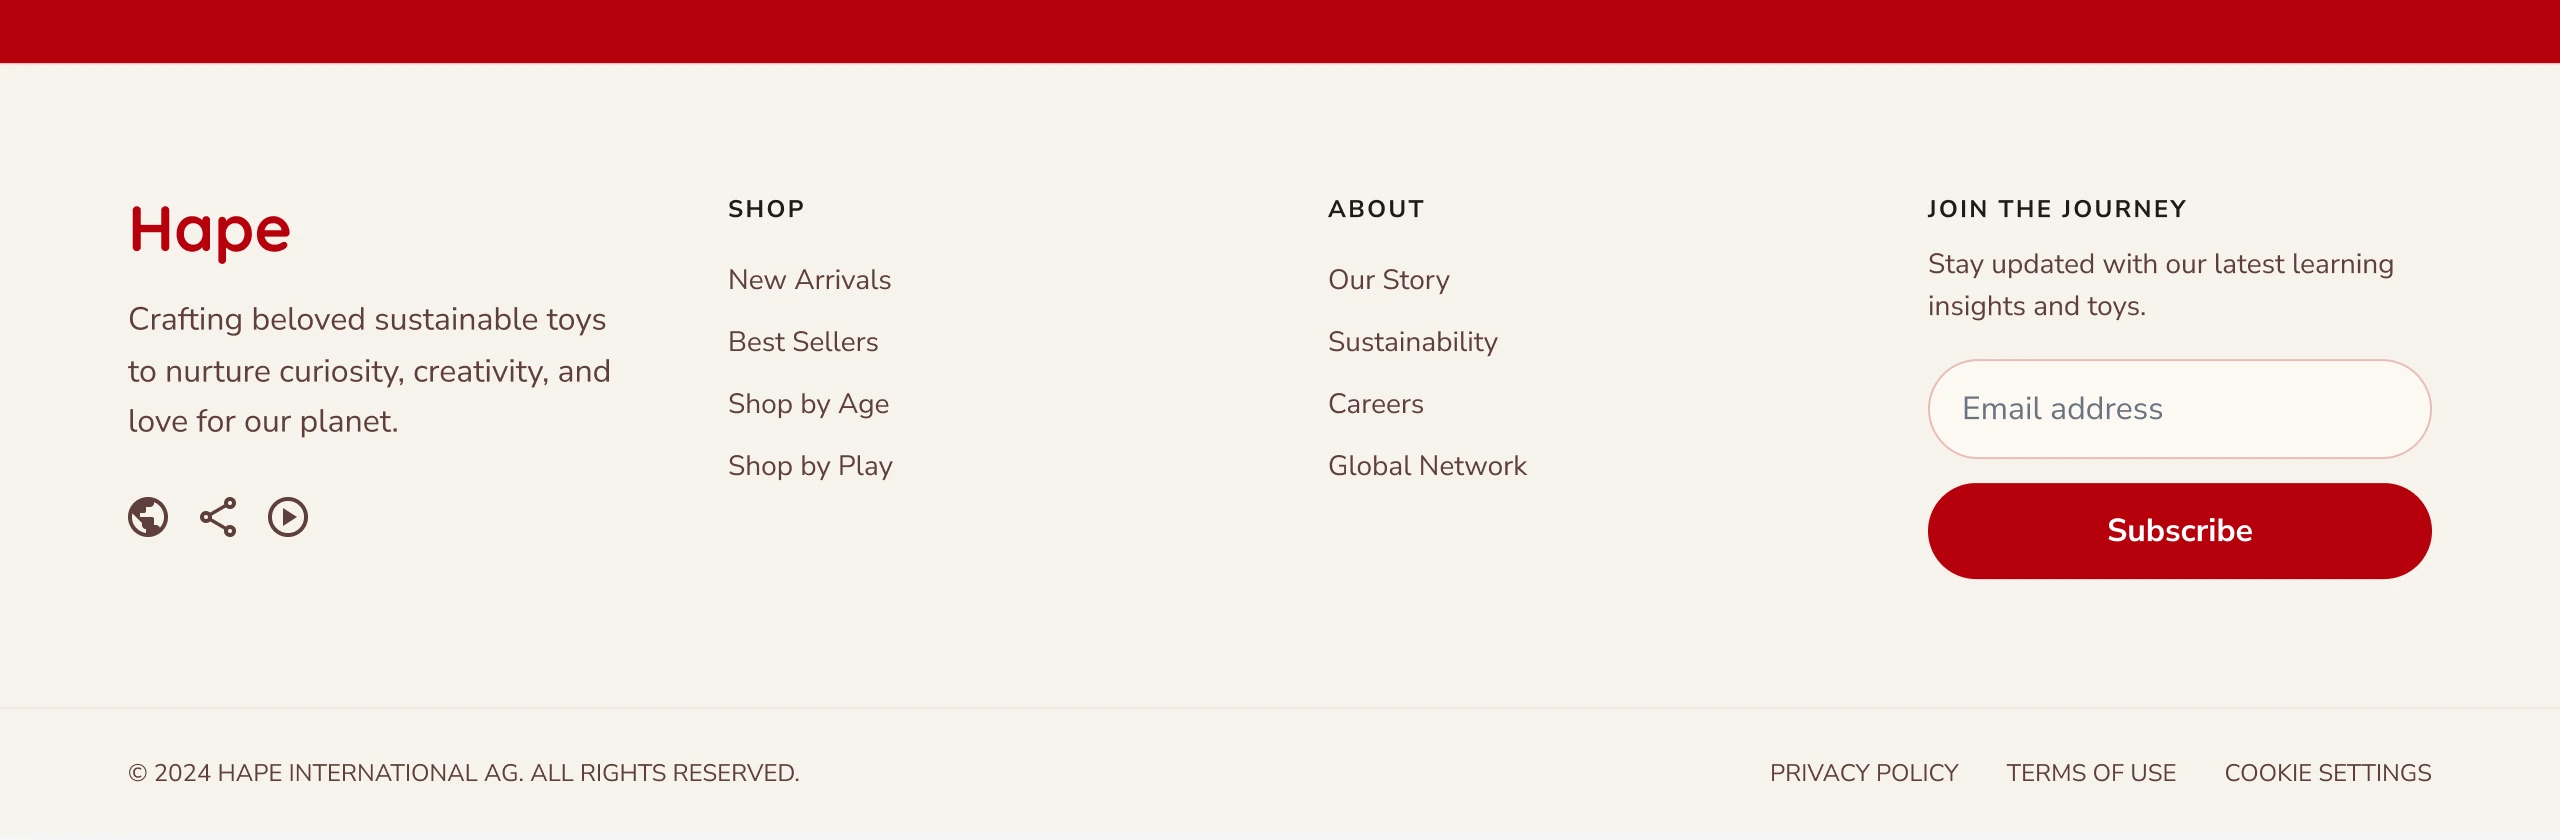 Hape
Crafting beloved sustainable toys
to nurture curiosity, creativity, and
love for our planet.
SHOP
New Arrivals
Best Sellers
Shop by Age
Shop by Play
ABOUT
Our Story
Sustainability
Careers
Global Network
JOIN THE JOURNEY
Stay updated with our latest learning
insights and toys.
Email address
Subscribe
© 2024 HAPE INTERNATIONAL AG. ALL RIGHTS RESERVED.
PRIVACY POLICY
TERMS OF USE
COOKIE SETTINGS